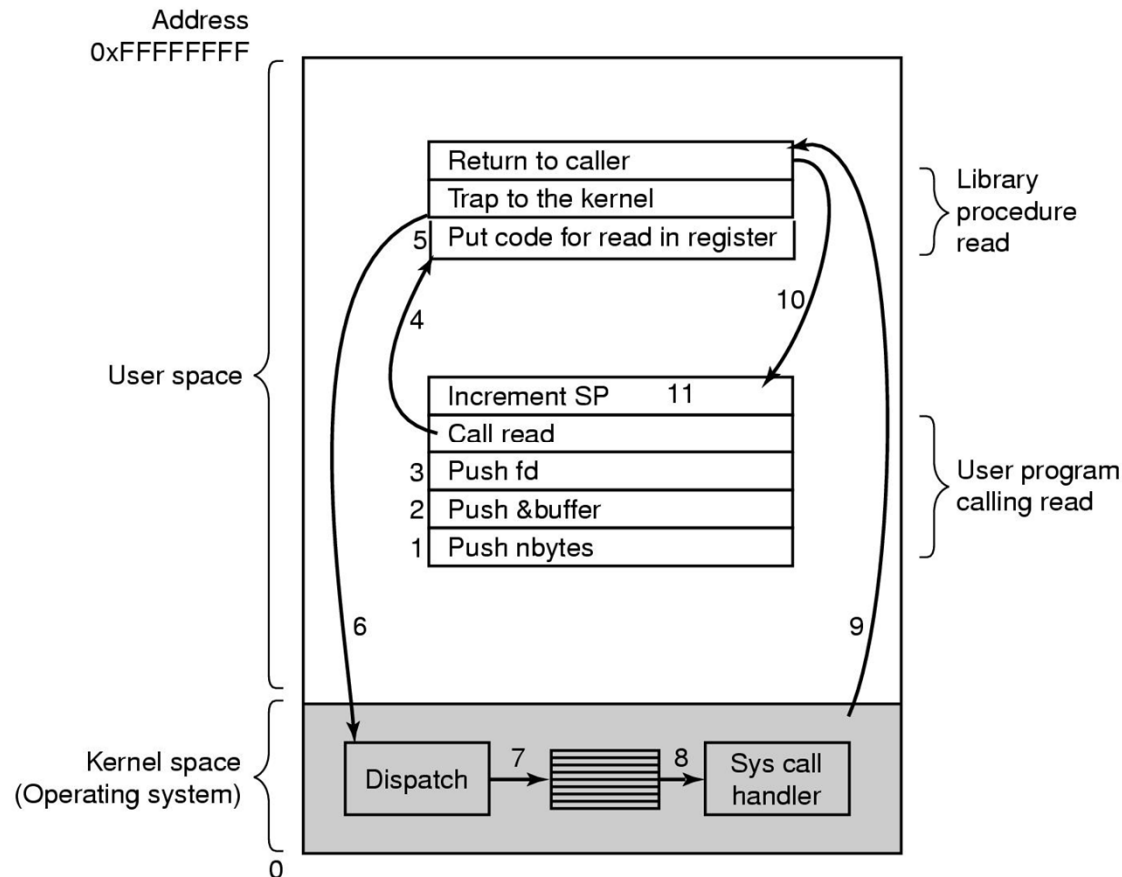 Address
0xFFFFFFFF
Return to caller
Trap to the kernel
5 Put code for read in register
Library
procedure
read
4
10
User space
Increment SP 11
Call read
3 Push fd
2 Push &buffer
1 Push nbytes
User program
calling read
6
9
Kernel space
(Operating system)
Dispatch
7
8
Sys call
handler
0